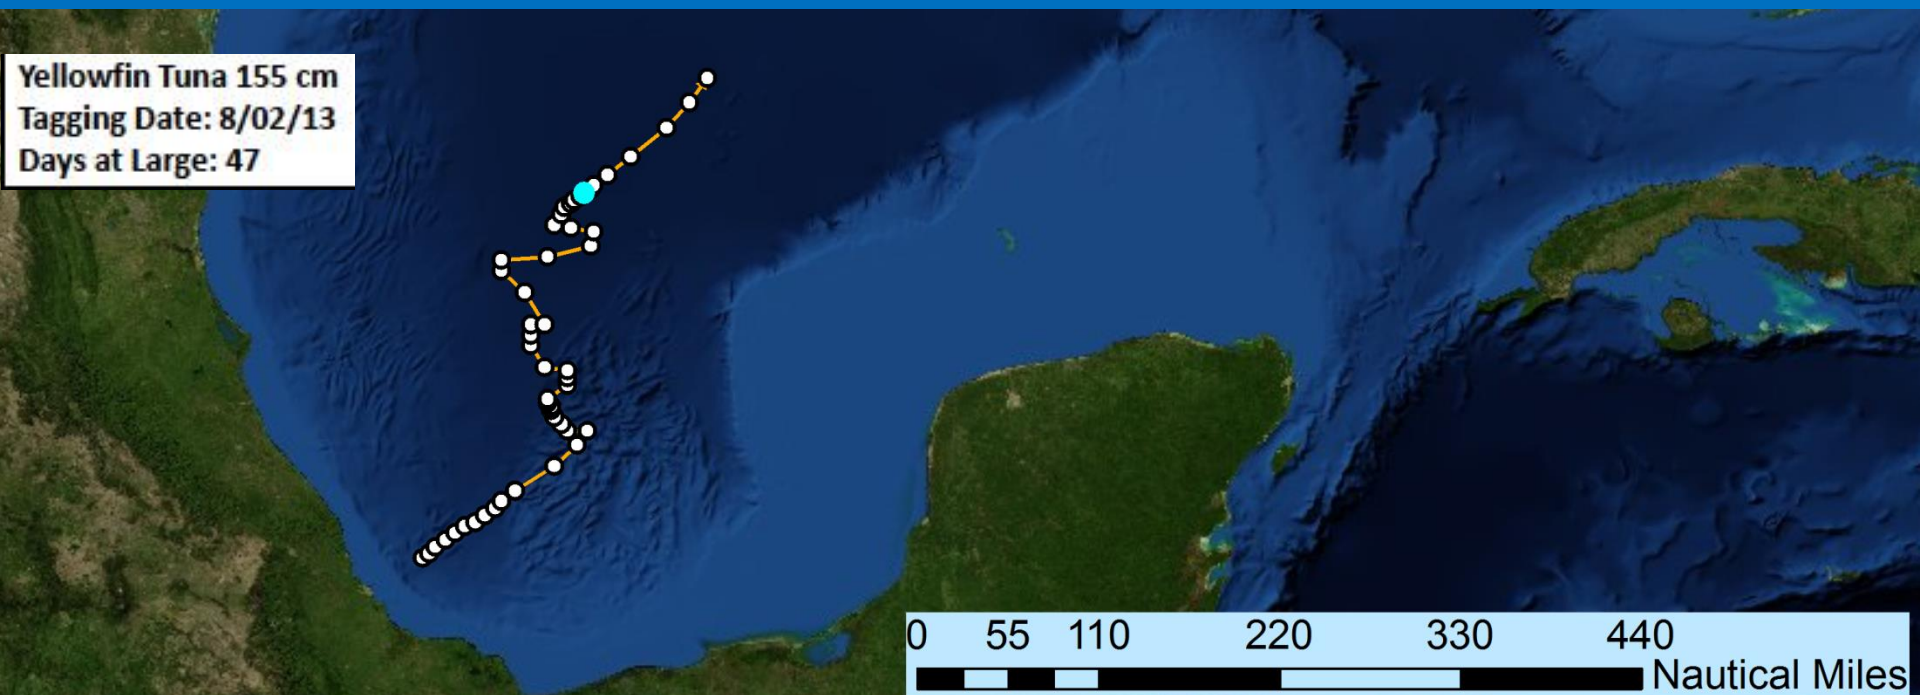 Yellowfin Tuna 155 cm
Tagging Date: 8/02/13
Days at Large: 47
0 55 110 220 330 440
Nautical Miles